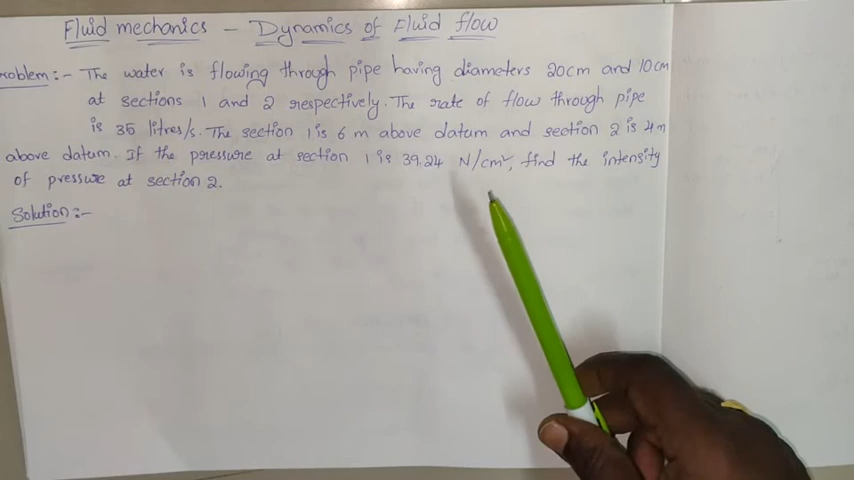 Fluid mechanics - Dynamics of Fluid flow
roblem:- The water is flowing through pipe having diameters 20cm and 10cm
at sections 1 and 2 respectively. The rate of flow through pipe
is 35 litres/s. The section 1 is 6 m above datum and section 2 is 4m
above datum. If the pressure at section 1 is 39.24 N/cm², find the intensity
of pressure at section 2.
Solution:-